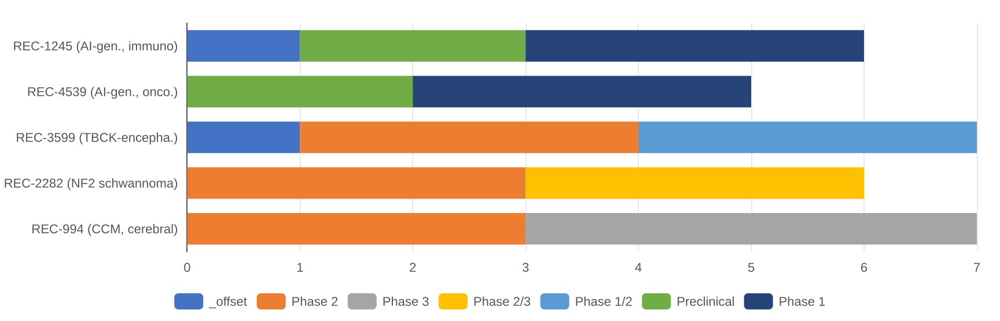 REC-1245 (AI-gen., immuno)
REC-4539 (AI-gen., onco.)
REC-3599 (TBCK-encepha.)
REC-2282 (NF2 schwannoma)
REC-994 (CCM, cerebral)
0 1 2 3 4 5 6 7
_offset Phase 2 Phase 3 Phase 2/3 Phase 1/2 Preclinical Phase 1